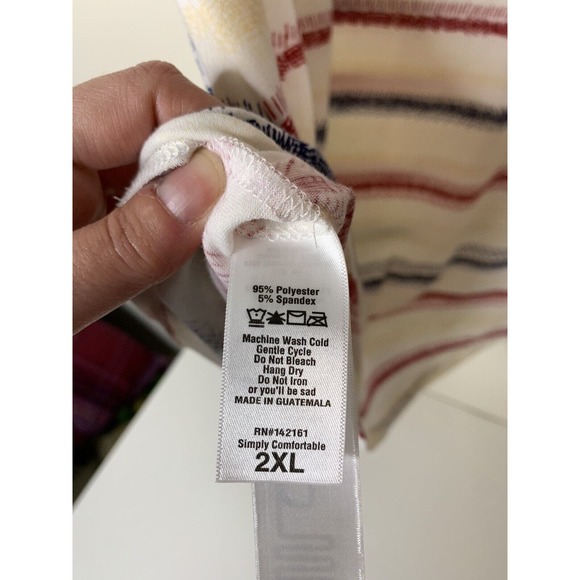 95% Polyester
5% Spandex
Machine Wash Cold
Gentle Cycle
Do Not Bleach
Hang Dry
Do Not Iron
or you'll be sad
MADE IN GUATEMALA
RN#142161
Simply Comfortable
2XL